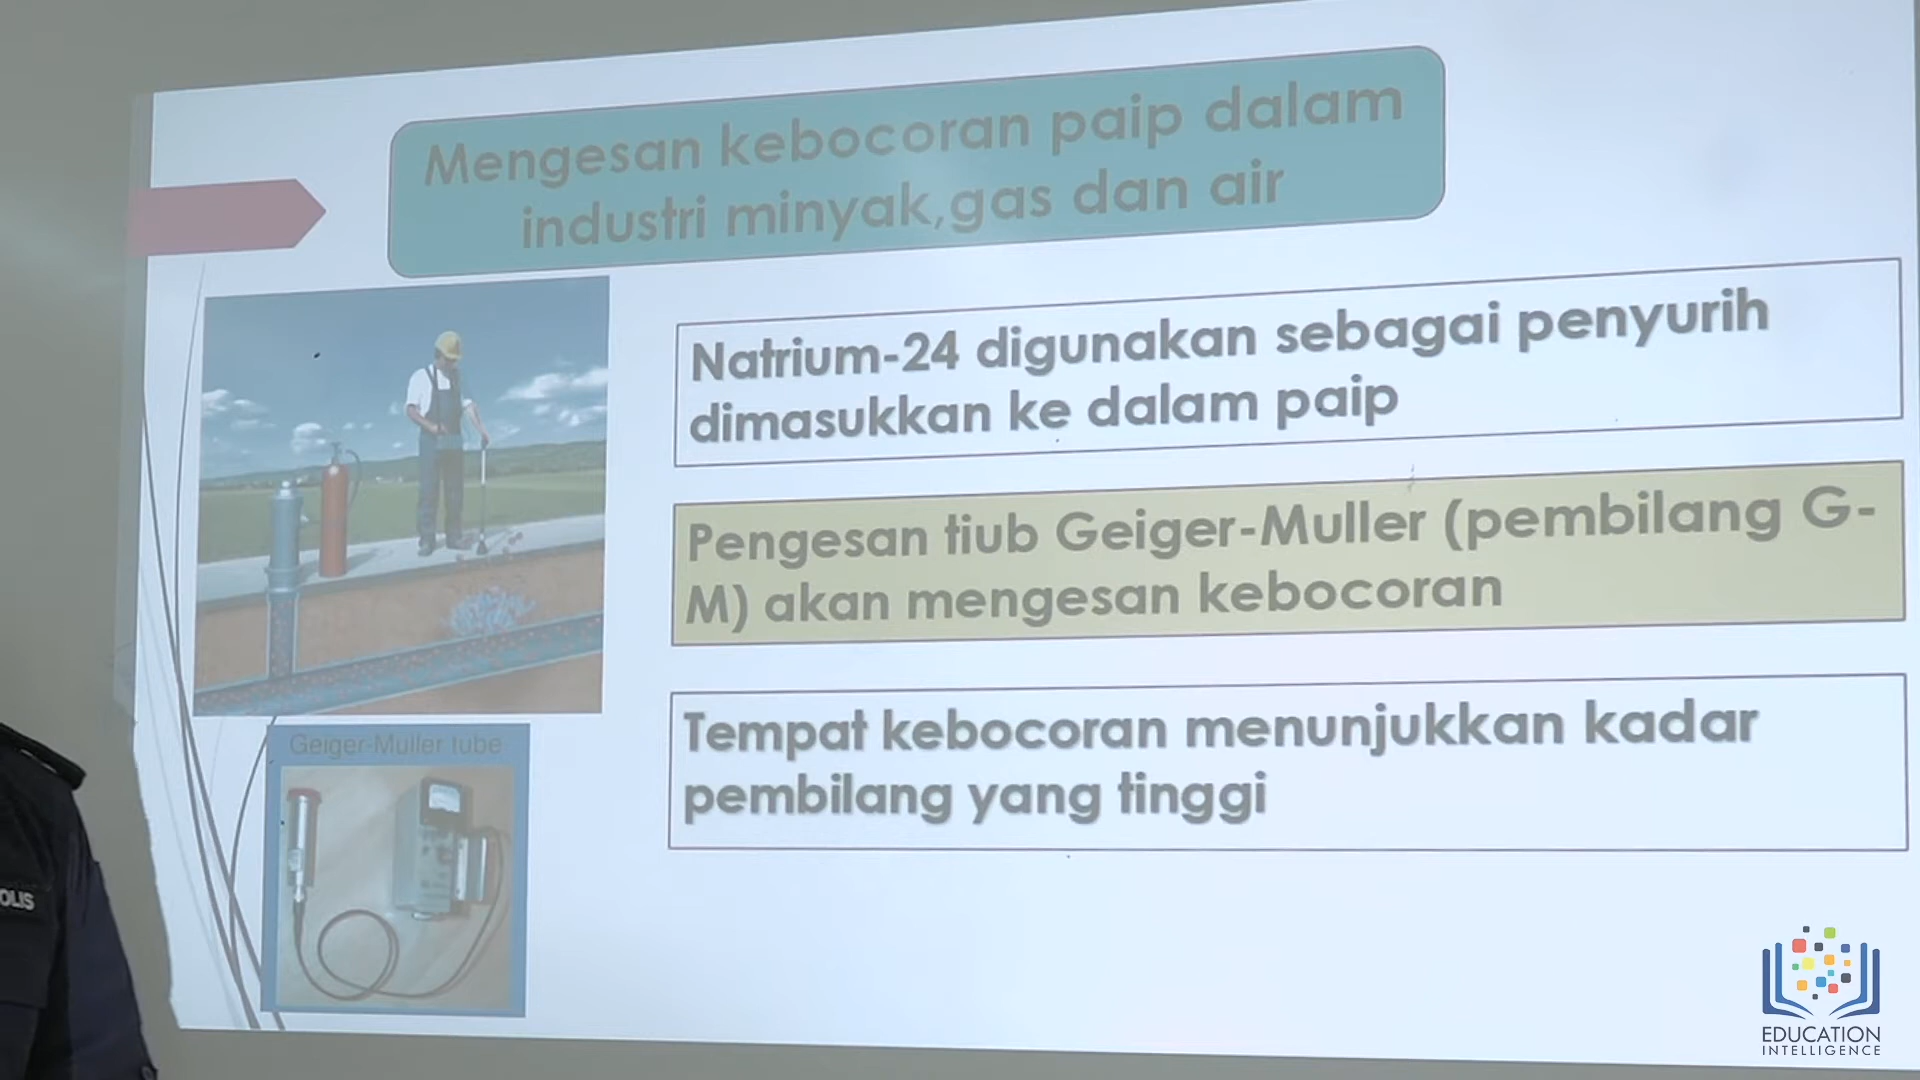 Mengesan kebocoran paip dalam
industri minyak,gas dan air
Natrium-24 digunakan sebagai penyurih
dimasukkan ke dalam paip
Pengesan tiub Geiger-Muller (pembilang G-
M) akan mengesan kebocoran
Tempat kebocoran menunjukkan kadar
pembilang yang tinggi
Geiger-Muller tube
OLIS
EDUCATION
INTELLIGENCE